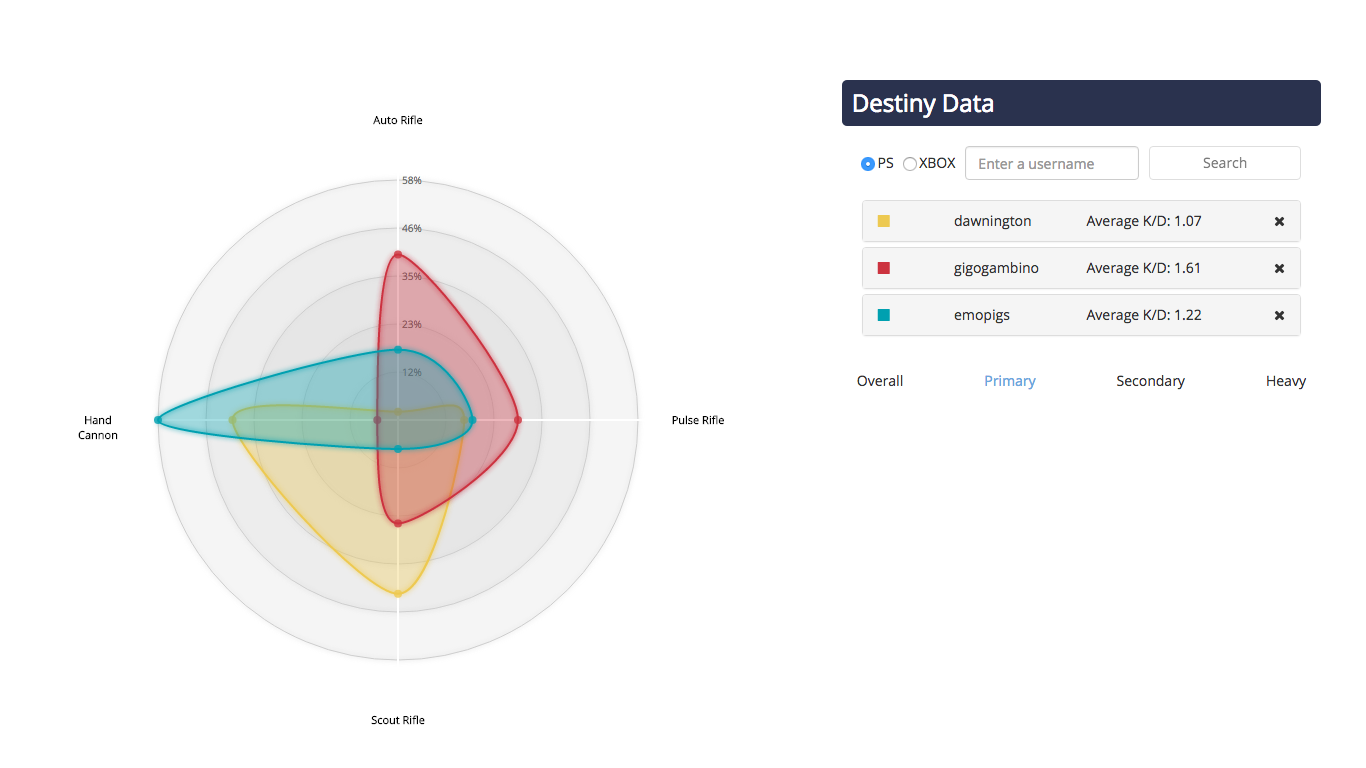 Destiny Data
PS
XBOX
Enter a username
Search
dawnington
Average K/D: 1.07
✖
gigogambino
Average K/D: 1.61
✖
emopigs
Average K/D: 1.22
✖
Overall
Primary
Secondary
Heavy
Auto Rifle
58%
46%
35%
23%
12%
Hand
Cannon
Pulse Rifle
Scout Rifle